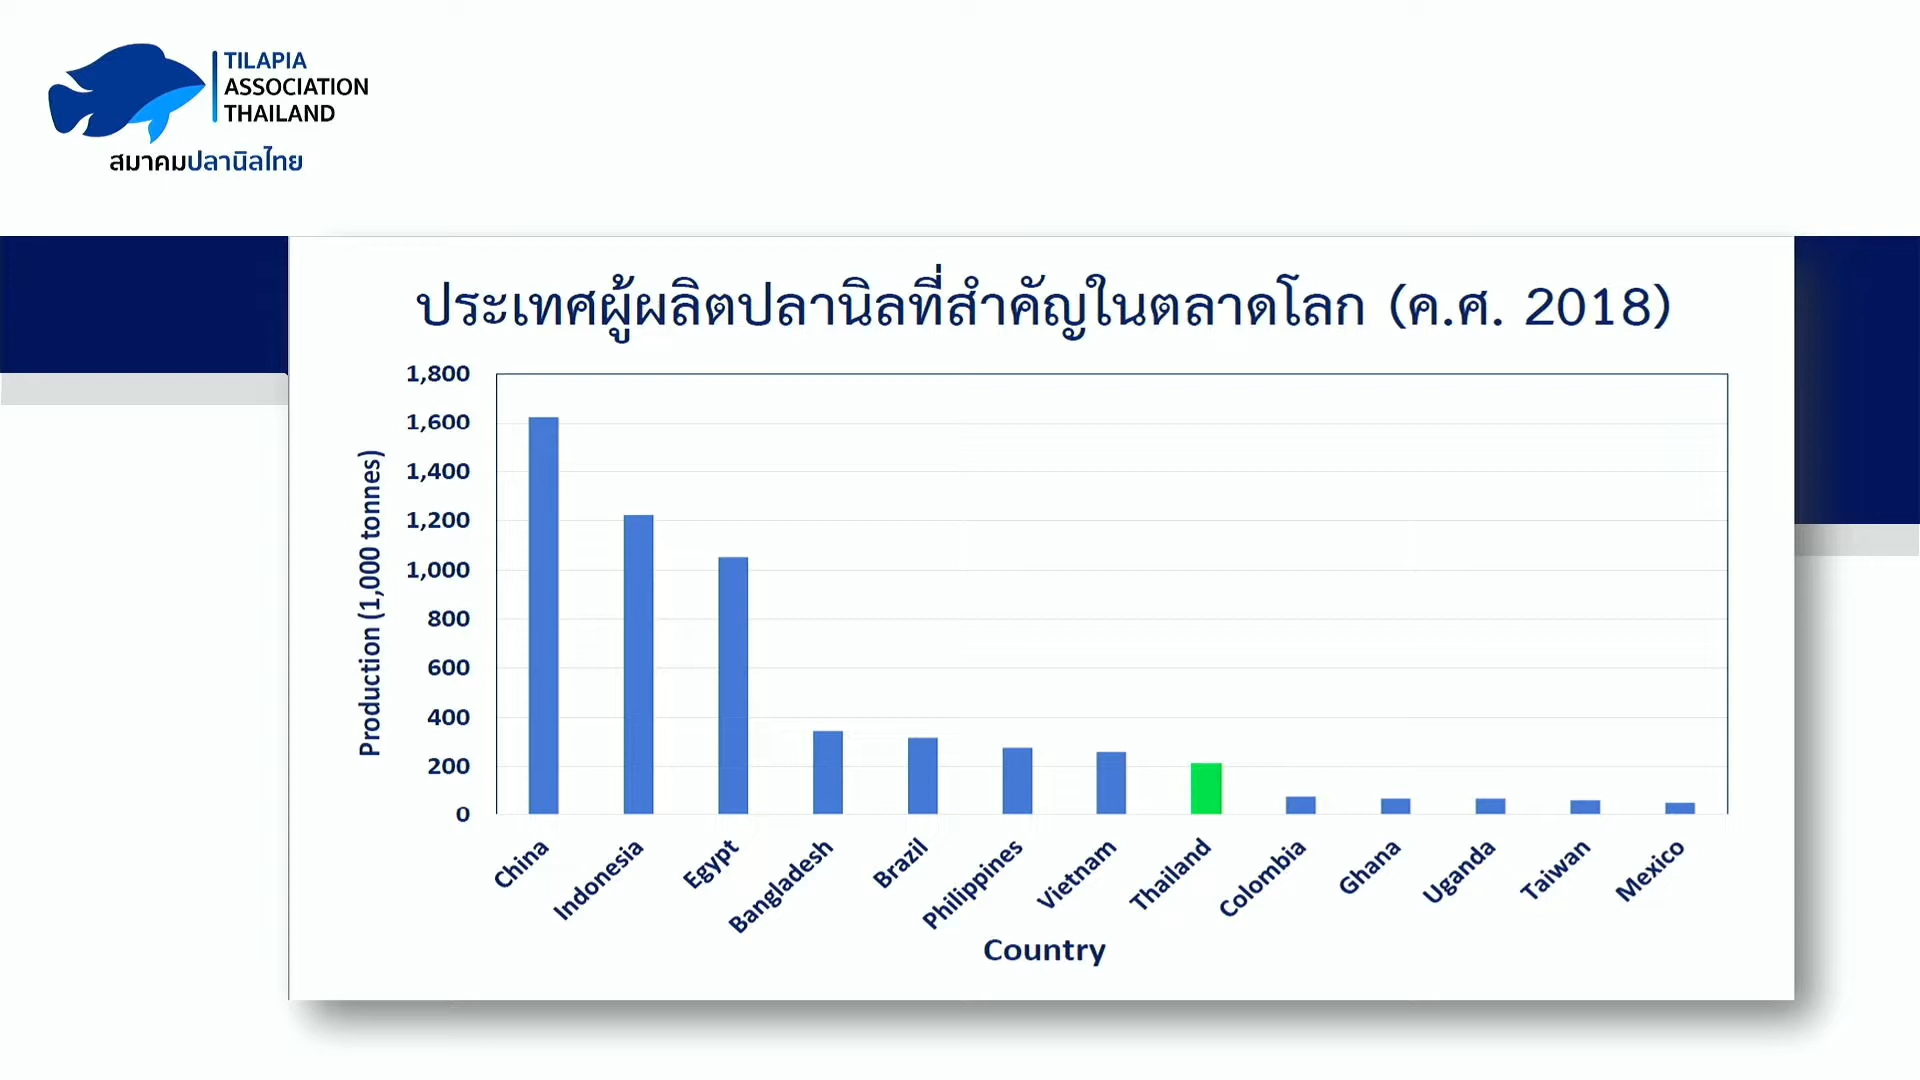 TILAPIA
ASSOCIATION
THAILAND
สมาคมปลานิลไทย
ประเทศผู้ผลิตปลานิลที่สำคัญในตลาดโลก (ค.ศ. 2018)
Production (1,000 tonnes)
1,800
1,600
1,400
1,200
1,000
800
600
400
200
0
China
Indonesia
Egypt
Bangladesh
Brazil
Philippines
Vietnam
Thailand
Colombia
Ghana
Uganda
Taiwan
Mexico
Country